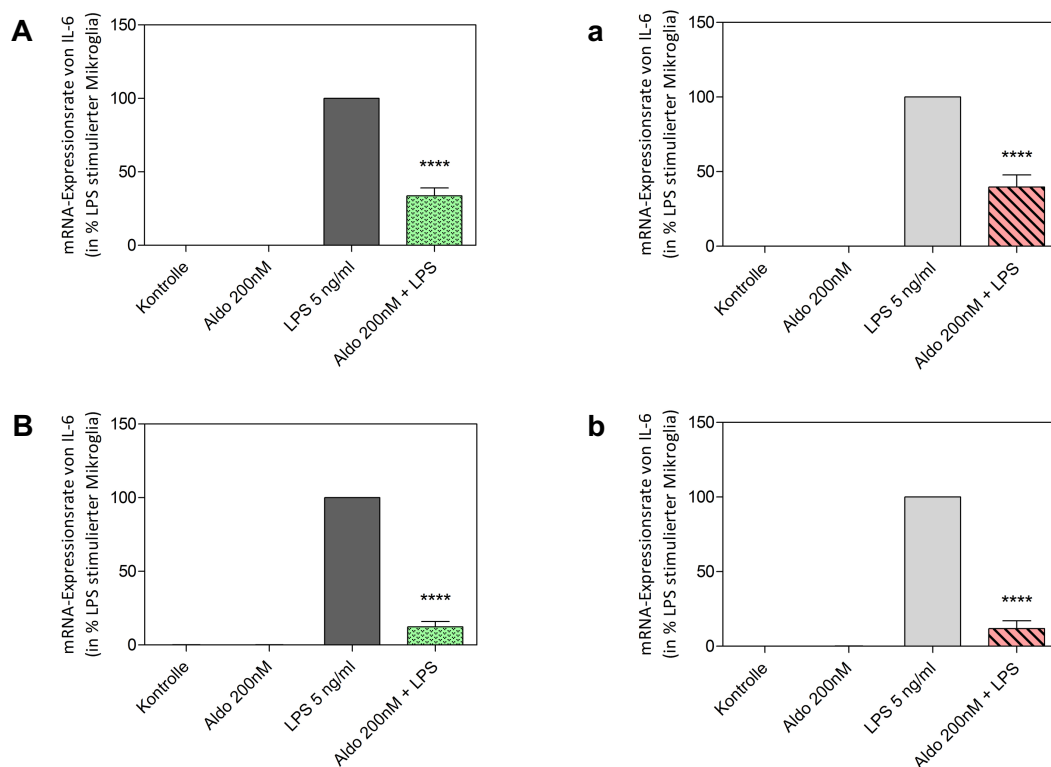 A
mRNA-Expressionsrate von IL-6
(in % LPS stimulierter Mikroglia)
150
100
50
0
****
Kontrolle
Aldo 200nM
LPS 5 ng/ml
Aldo 200nM + LPS
a
mRNA-Expressionsrate von IL-6
(in % LPS stimulierter Mikroglia)
150
100
50
0
****
Kontrolle
Aldo 200nM
LPS 5 ng/ml
Aldo 200nM + LPS
B
mRNA-Expressionsrate von IL-6
(in % LPS stimulierter Mikroglia)
150
100
50
0
****
Kontrolle
Aldo 200nM
LPS 5 ng/ml
Aldo 200nM + LPS
b
mRNA-Expressionsrate von IL-6
(in % LPS stimulierter Mikroglia)
150
100
50
0
****
Kontrolle
Aldo 200nM
LPS 5 ng/ml
Aldo 200nM + LPS